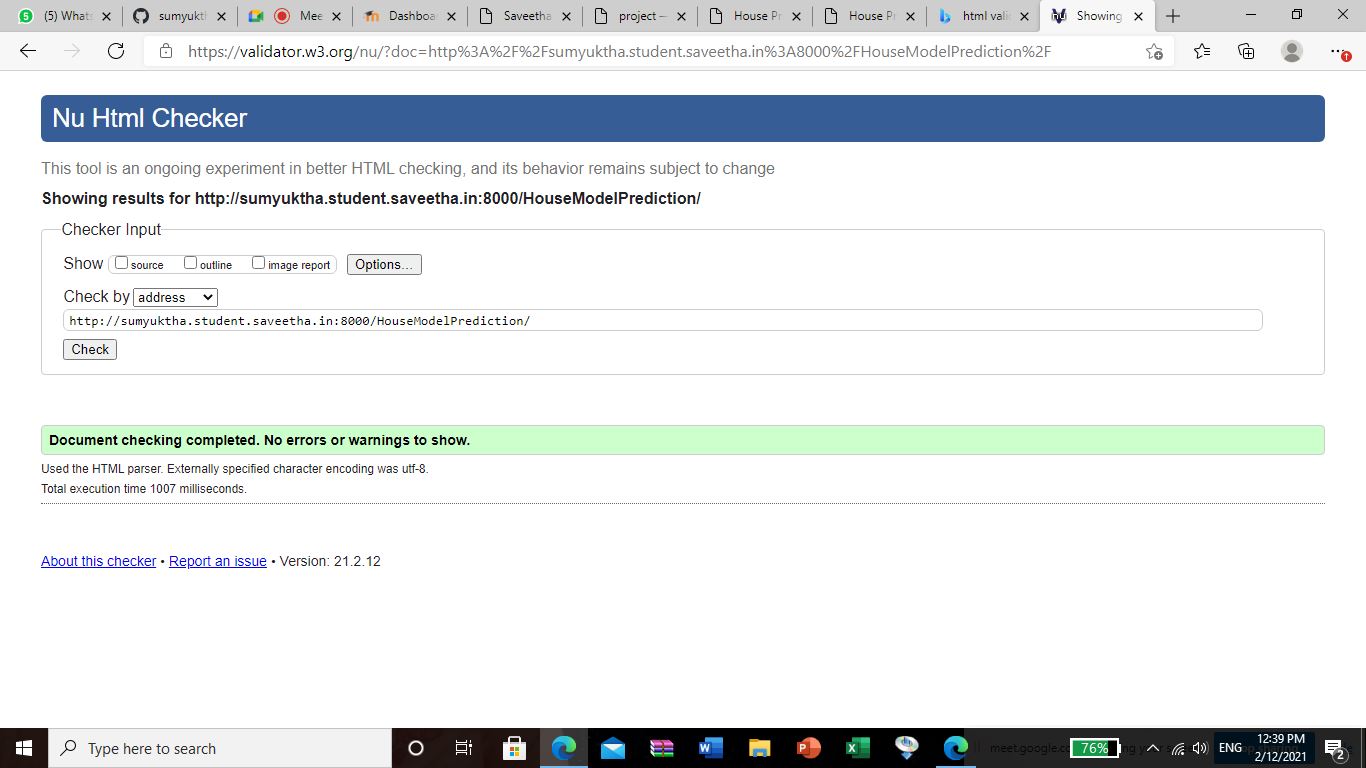 (5) Whats
sumyukt
Mee
Dashboa
Saveetha
project —
House Pr
House Pr
html vali
Showing
https://validator.w3.org/nu/?doc=http%3A%2F%2Fsumyuktha.student.saveetha.in%3A8000%2FHouseModelPrediction%2F
Nu Html Checker
This tool is an ongoing experiment in better HTML checking, and its behavior remains subject to change
Showing results for http://sumyuktha.student.saveetha.in:8000/HouseModelPrediction/
Checker Input
Show source outline image report Options...
Check by address
http://sumyuktha.student.saveetha.in:8000/HouseModelPrediction/
Check
Document checking completed. No errors or warnings to show.
Used the HTML parser. Externally specified character encoding was utf-8.
Total execution time 1007 milliseconds.
About this checker • Report an issue • Version: 21.2.12
Type here to search
meet.google.co
76%
ENG
12:39 PM
2/12/2021
2